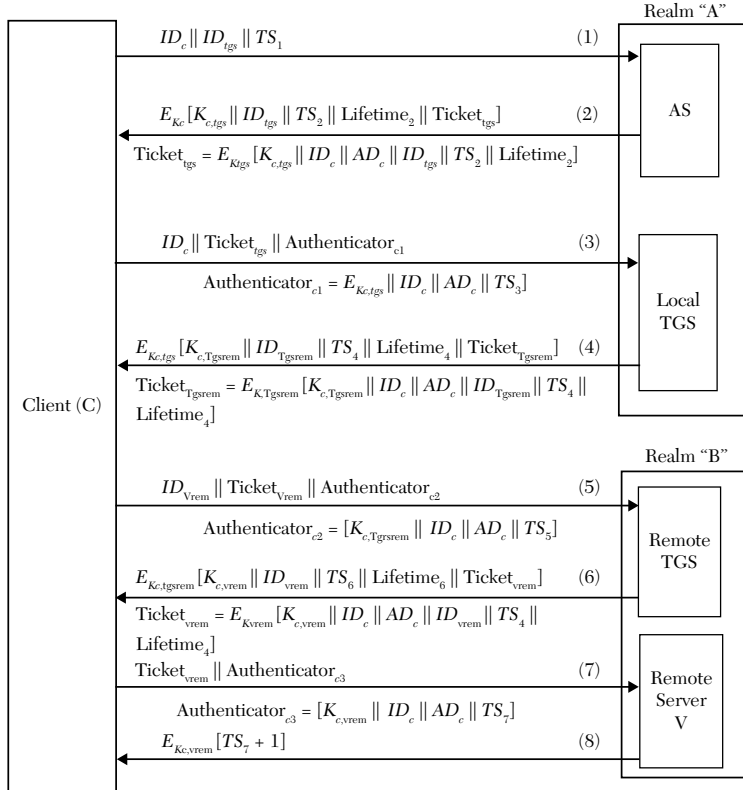 Realm “A”
ID_c || ID_tgs || TS_1 (1)
AS
E_Kc [K_c,tgs || ID_tgs || TS_2 || Lifetime_2 || Ticket_tgs] (2)
Ticket_tgs = E_Ktgs [K_c,tgs || ID_c || AD_c || ID_tgs || TS_2 || Lifetime_2]
ID_c || Ticket_tgs || Authenticator_c1 (3)
Authenticator_c1 = E_Kc,tgs || ID_c || AD_c || TS_3]
Local
TGS
E_Kc,tgs [K_c,Tgsrem || ID_Tgsrem || TS_4 || Lifetime_4 || Ticket_Tgsrem] (4)
Ticket_Tgsrem = E_K,Tgsrem [K_c,Tgsrem || ID_c || AD_c || ID_Tgsrem || TS_4 ||
Lifetime_4]
Client (C)
Realm “B”
ID_Vrem || Ticket_Vrem || Authenticator_c2 (5)
Authenticator_c2 = [K_c,Tgrsrem || ID_c || AD_c || TS_5]
Remote
TGS
E_Kc,tgsrem [K_c,vrem || ID_vrem || TS_6 || Lifetime_6 || Ticket_vrem] (6)
Ticket_vrem = E_Kvrem [K_c,vrem || ID_c || AD_c || ID_vrem || TS_4 ||
Lifetime_4]
Ticket_vrem || Authenticator_c3 (7)
Remote
Server
V
Authenticator_c3 = [K_c,vrem || ID_c || AD_c || TS_7]
E_Kc,vrem [TS_7 + 1] (8)